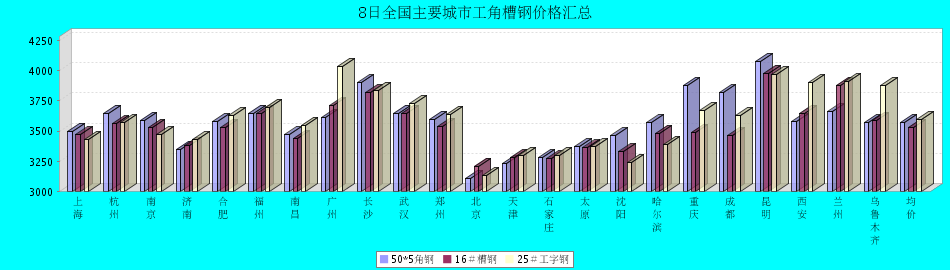 8日全国主要城市工角槽钢价格汇总
4250
4000
3750
3500
3250
3000
上海 杭州 南京 济南 合肥 福州 南昌 广州 长沙 武汉 郑州 北京 天津 石家庄 太原 沈阳 哈尔滨 重庆 成都 昆明 西安 兰州 乌鲁木齐 均价
50*5角钢 16#槽钢 25#工字钢